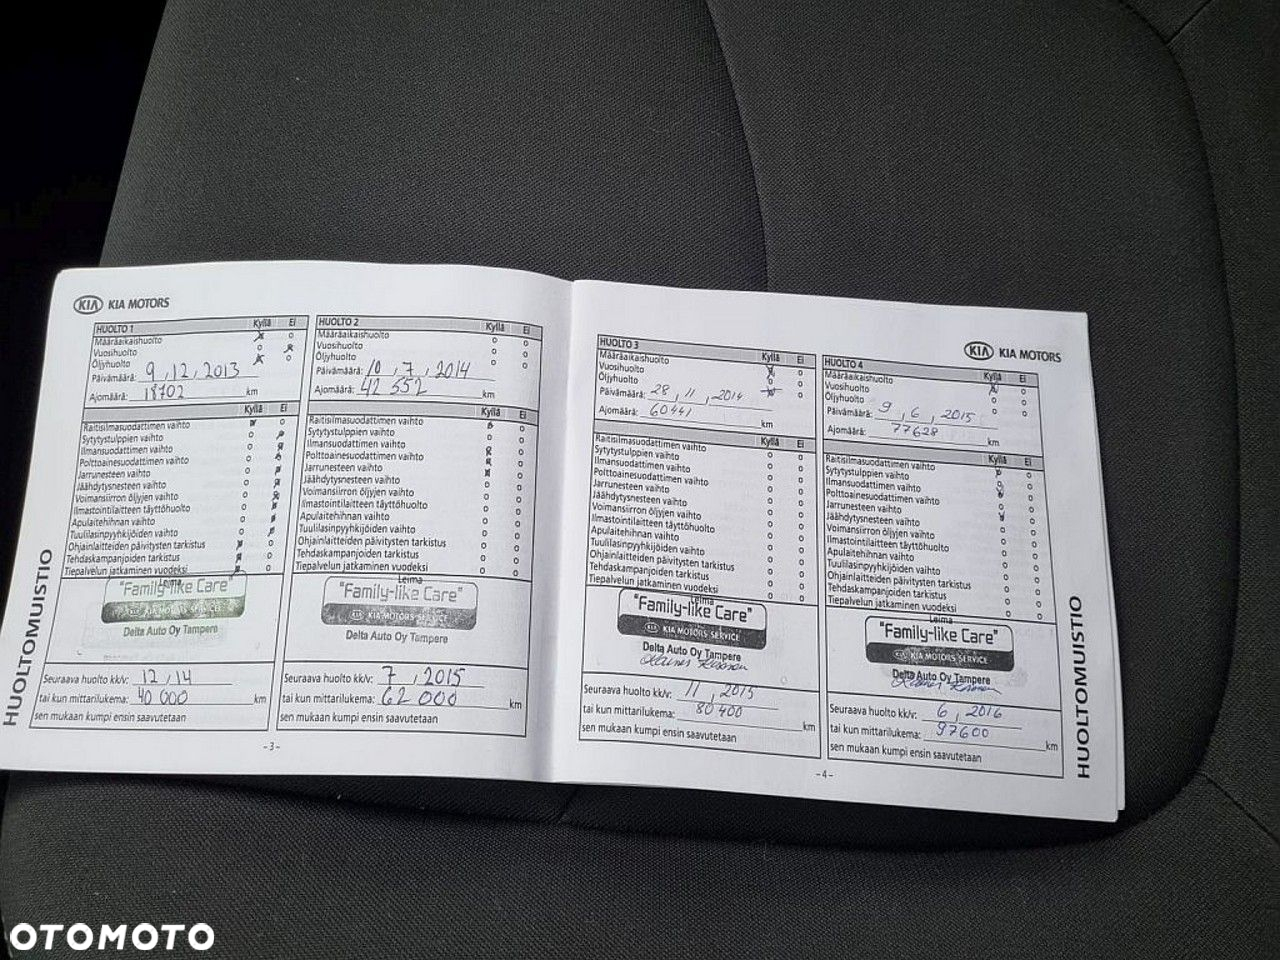 KIA KIA MOTORS
HUOLTO 1 Kyllä Ei
Määräaikaishuolto
Vuosihuolto
Öljyhuolto
Päivämäärä: 9, 12, 2013
Ajomäärä: 18702 km
Kyllä Ei
Raitisilmasuodattimen vaihto
Sytytystulppien vaihto
Ilmansuodattimen vaihto
Polttoainesuodattimen vaihto
Jarrunesteen vaihto
Jäähdytysnesteen vaihto
Voimansiirron öljyjen vaihto
Ilmastointilaitteen täyttöhuolto
Apulaitehihnan vaihto
Tuulilasinpyyhkijöiden vaihto
Ohjainlaitteiden päivitysten tarkistus
Tehdaskampanjoiden tarkistus
Tiepalvelun jatkaminen vuodeksi
Leima
"Family-like Care"
KIA MOTORS SERVICE
Delta Auto Oy Tampere
Seuraava huolto kk/v: 12, 14
tai kun mittarilukema: 40 000 km
sen mukaan kumpi ensin saavutetaan
HUOLTO 2 Kyllä Ei
Määräaikaishuolto
Vuosihuolto
Öljyhuolto
Päivämäärä: 10, 7, 2014
Ajomäärä: 42 552 km
Kyllä Ei
Raitisilmasuodattimen vaihto
Sytytystulppien vaihto
Ilmansuodattimen vaihto
Polttoainesuodattimen vaihto
Jarrunesteen vaihto
Jäähdytysnesteen vaihto
Voimansiirron öljyjen vaihto
Ilmastointilaitteen täyttöhuolto
Apulaitehihnan vaihto
Tuulilasinpyyhkijöiden vaihto
Ohjainlaitteiden päivitysten tarkistus
Tehdaskampanjoiden tarkistus
Tiepalvelun jatkaminen vuodeksi
Leima
"Family-like Care"
KIA MOTORS SERVICE
Delta Auto Oy Tampere
Seuraava huolto kk/v: 7, 2015
tai kun mittarilukema: 62 000 km
sen mukaan kumpi ensin saavutetaan
HUOLTOMUISTIO
-3-
KIA KIA MOTORS
HUOLTO 3 Kyllä Ei
Määräaikaishuolto
Vuosihuolto
Öljyhuolto
Päivämäärä: 28, 11, 2014
Ajomäärä: 60441 km
Kyllä Ei
Raitisilmasuodattimen vaihto
Sytytystulppien vaihto
Ilmansuodattimen vaihto
Polttoainesuodattimen vaihto
Jarrunesteen vaihto
Jäähdytysnesteen vaihto
Voimansiirron öljyjen vaihto
Ilmastointilaitteen täyttöhuolto
Apulaitehihnan vaihto
Tuulilasinpyyhkijöiden vaihto
Ohjainlaitteiden päivitysten tarkistus
Tehdaskampanjoiden tarkistus
Tiepalvelun jatkaminen vuodeksi
Leima
"Family-like Care"
KIA MOTORS SERVICE
Delta Auto Oy Tampere
Seuraava huolto kk/v: 11, 2015
tai kun mittarilukema: 80 400 km
sen mukaan kumpi ensin saavutetaan
HUOLTO 4 Kyllä Ei
Määräaikaishuolto
Vuosihuolto
Öljyhuolto
Päivämäärä: 9, 6, 2015
Ajomäärä: 77628 km
Kyllä Ei
Raitisilmasuodattimen vaihto
Sytytystulppien vaihto
Ilmansuodattimen vaihto
Polttoainesuodattimen vaihto
Jarrunesteen vaihto
Jäähdytysnesteen vaihto
Voimansiirron öljyjen vaihto
Ilmastointilaitteen täyttöhuolto
Apulaitehihnan vaihto
Tuulilasinpyyhkijöiden vaihto
Ohjainlaitteiden päivitysten tarkistus
Tehdaskampanjoiden tarkistus
Tiepalvelun jatkaminen vuodeksi
Leima
"Family-like Care"
KIA MOTORS SERVICE
Delta Auto Oy Tampere
Seuraava huolto kk/v: 6, 2016
tai kun mittarilukema: 97600 km
sen mukaan kumpi ensin saavutetaan
HUOLTOMUISTIO
-4-
OTOMOTO